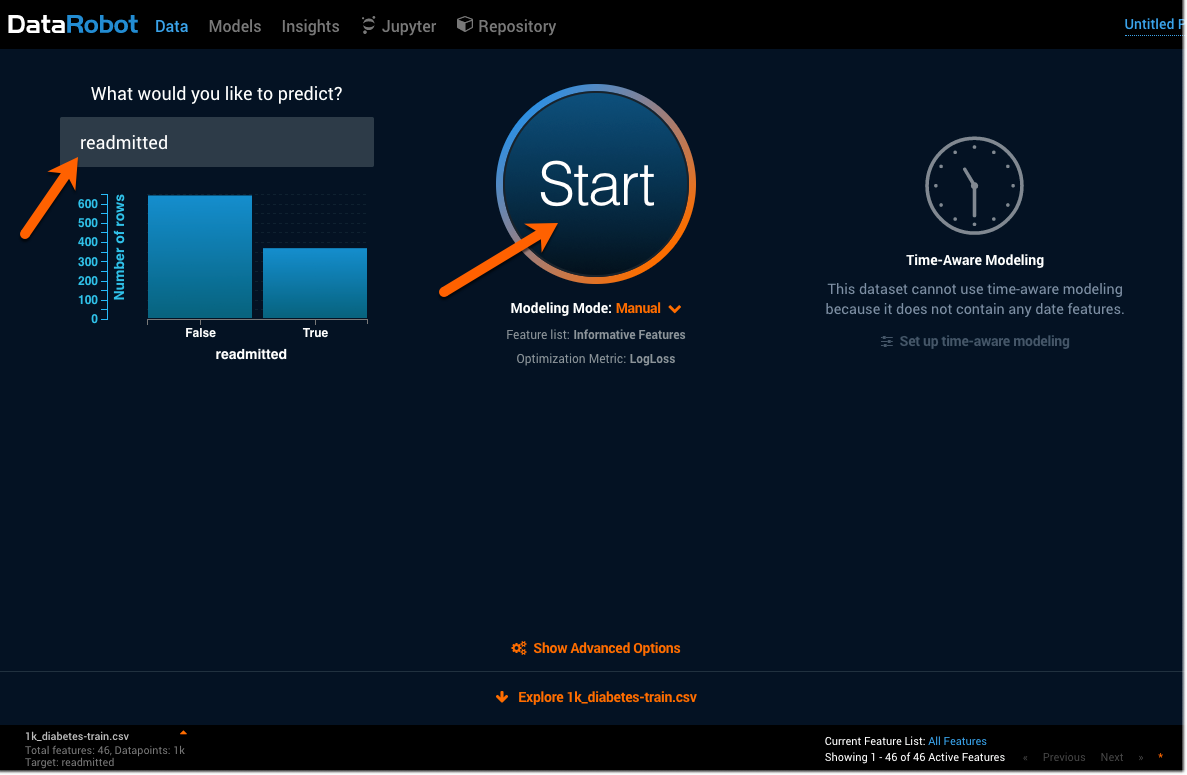 DataRobot Data Models Insights Jupyter Repository Untitled P
What would you like to predict?
readmitted
600
500
400
300
200
100
0
Number of rows
False True
readmitted
Start
Modeling Mode: Manual
Feature list: Informative Features
Optimization Metric: LogLoss
Time-Aware Modeling
This dataset cannot use time-aware modeling
because it does not contain any date features.
Set up time-aware modeling
Show Advanced Options
Explore 1k_diabetes-train.csv
1k_diabetes-train.csv
Total features: 46, Datapoints: 1k
Target: readmitted
Current Feature List: All Features
Showing 1 - 46 of 46 Active Features « Previous Next » *